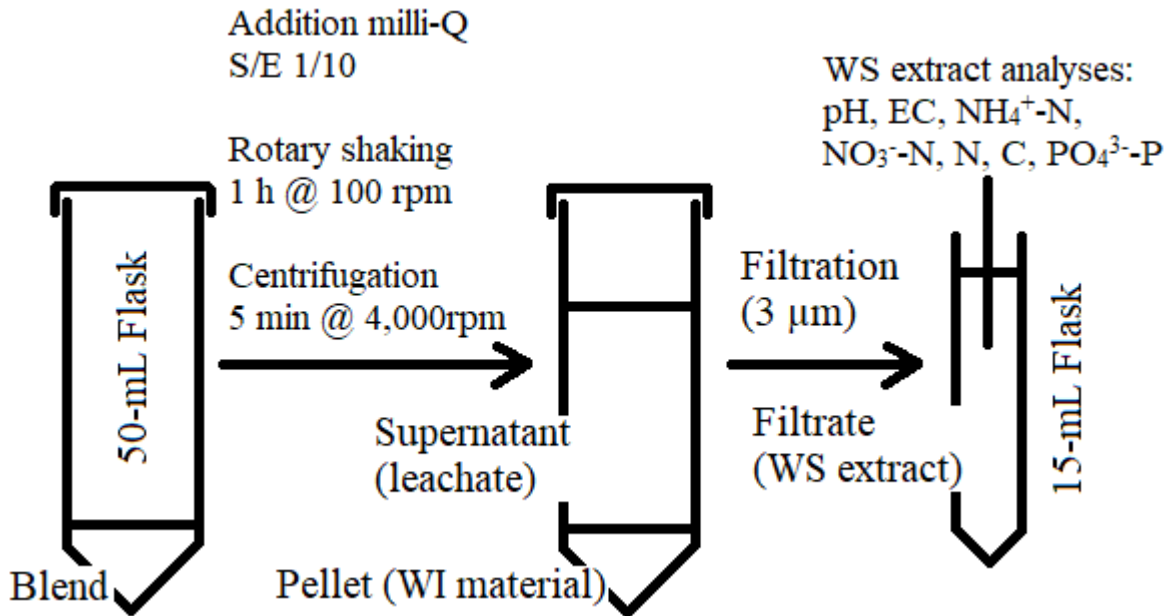 Addition milli-Q
S/E 1/10
Rotary shaking
1 h @ 100 rpm
Centrifugation
5 min @ 4,000rpm
50-mL Flask
Blend
Supernatant
(leachate)
Pellet (WI material)
Filtration
(3 µm)
Filtrate
(WS extract)
WS extract analyses:
pH, EC, NH₄⁺-N,
NO₃⁻-N, N, C, PO₄³⁻-P
15-mL Flask